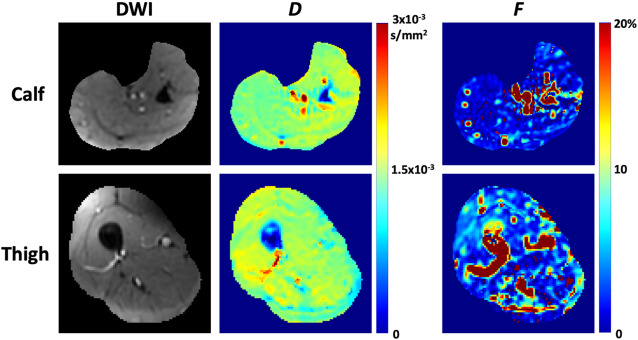 DWI D F
3x10⁻³
s/mm²
20%
Calf
1.5x10⁻³
10
Thigh
0
0